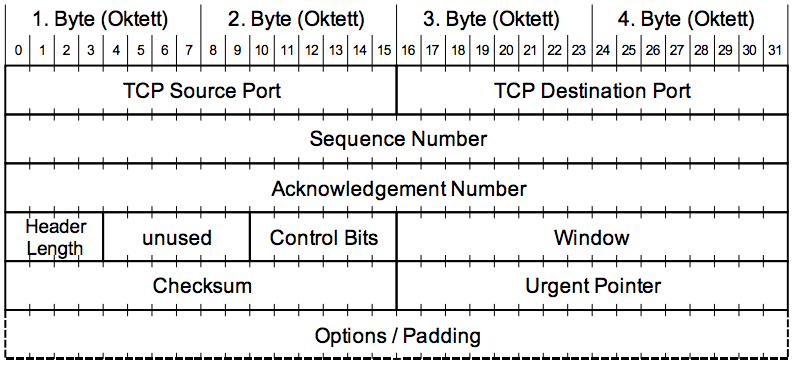 1. Byte (Oktett) 2. Byte (Oktett) 3. Byte (Oktett) 4. Byte (Oktett)
0 1 2 3 4 5 6 7 8 9 10 11 12 13 14 15 16 17 18 19 20 21 22 23 24 25 26 27 28 29 30 31
TCP Source Port TCP Destination Port
Sequence Number
Acknowledgement Number
Header Length unused Control Bits Window
Checksum Urgent Pointer
Options / Padding